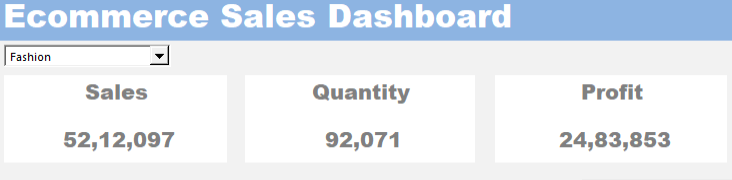 Ecommerce Sales Dashboard
Fashion
Sales Quantity Profit
52,12,097 92,071 24,83,853